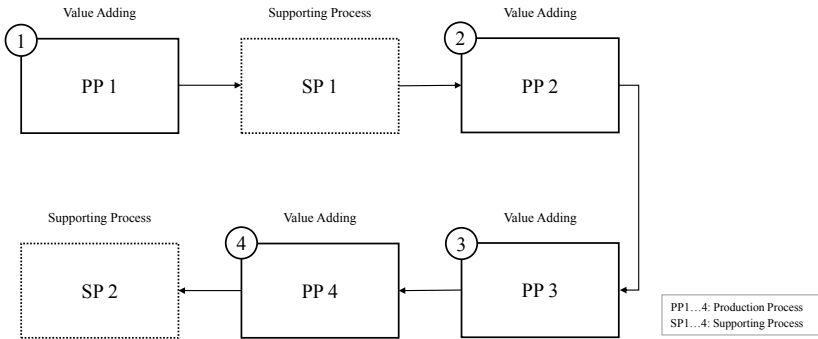 Value Adding
Supporting Process
Value Adding
1
PP 1
SP 1
2
PP 2
Supporting Process
Value Adding
Value Adding
SP 2
4
PP 4
3
PP 3
PP1…4: Production Process
SP1…4: Supporting Process